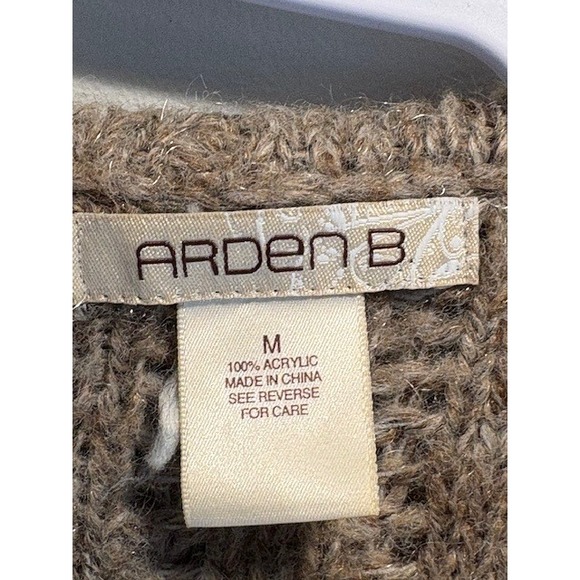 ARDEN B.
M
100% ACRYLIC
MADE IN CHINA
SEE REVERSE
FOR CARE